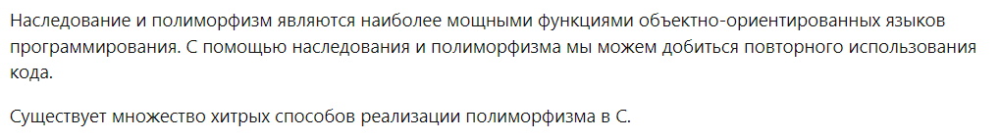 Наследование и полиморфизм являются наиболее мощными функциями объектно-ориентированных языков
программирования. С помощью наследования и полиморфизма мы можем добиться повторного использования
кода.
Существует множество хитрых способов реализации полиморфизма в C.